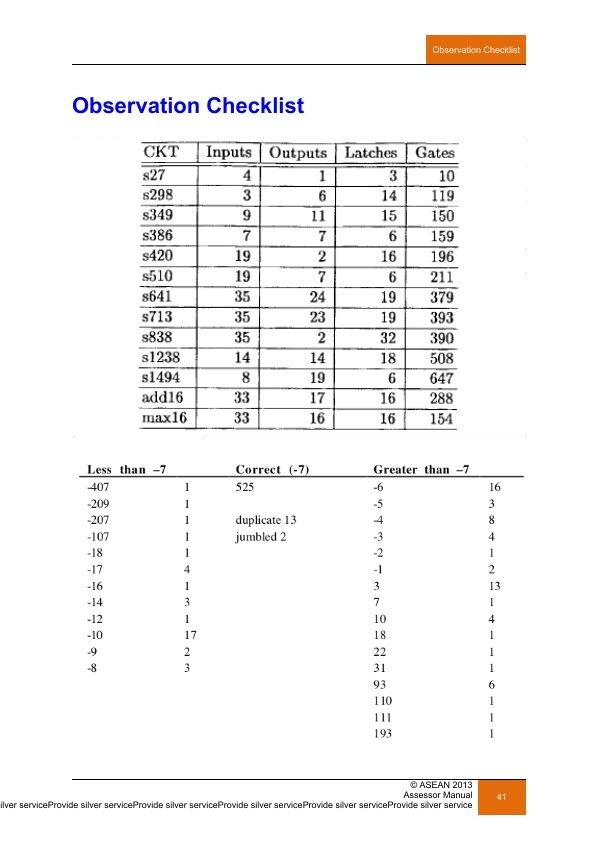 Observation Checklist
Observation Checklist
CKT Inputs Outputs Latches Gates
s27 4 1 3 10
s298 3 6 14 119
s349 9 11 15 150
s386 7 7 6 159
s420 19 2 16 196
s510 19 7 6 211
s641 35 24 19 379
s713 35 23 19 393
s838 35 2 32 390
s1238 14 14 18 508
s1494 8 19 6 647
add16 33 17 16 288
max16 33 16 16 154
Less than –7 Correct (-7) Greater than –7
-407 1 525 -6 16
-209 1 -5 3
-207 1 duplicate 13 -4 8
-107 1 jumbled 2 -3 4
-18 1 -2 1
-17 4 -1 2
-16 1 3 13
-14 3 7 1
-12 1 10 4
-10 17 18 1
-9 2 22 1
-8 3 31 1
93 6
110 1
111 1
193 1
© ASEAN 2013
Assessor Manual
ilver serviceProvide silver serviceProvide silver serviceProvide silver serviceProvide silver serviceProvide silver service
41